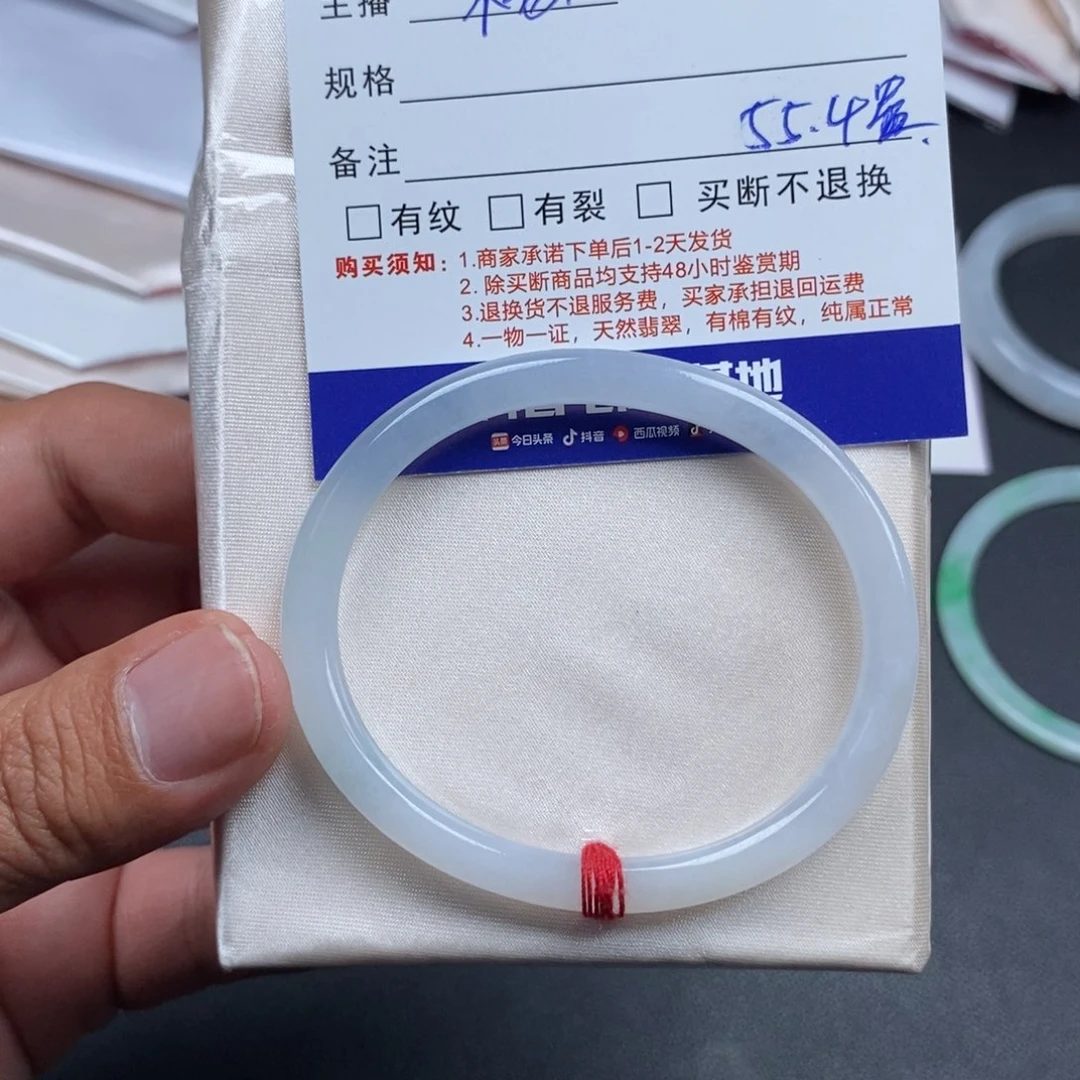 主播
规格
55.4
备注
□有纹 □有裂 □ 买断不退换
购买须知：1.商家承诺下单后1-2天发货
2. 除买断商品均支持48小时鉴赏期
3.退换货不退服务费，买家承担退回运费
4.一物一证，天然翡翠，有棉有纹，纯属正常
基地
头条 今日头条 抖音 西瓜视频